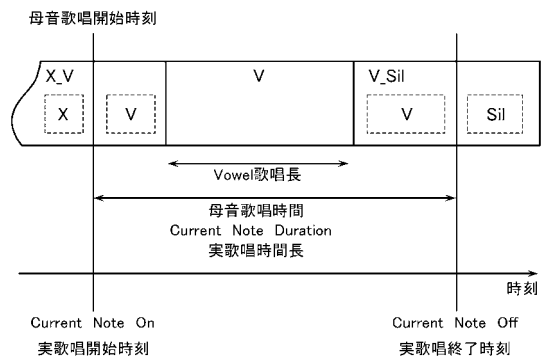 母音歌唱開始時刻
X_V
V
V_Sil
X
V
V
Sil
Vowel歌唱長
母音歌唱時間
Current Note Duration
実歌唱時間長
時刻
Current Note On
Current Note Off
実歌唱開始時刻
実歌唱終了時刻